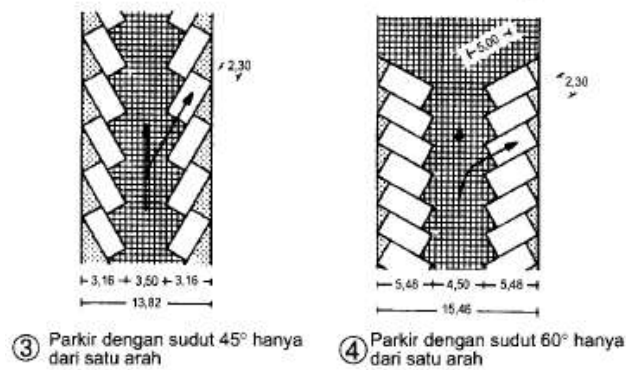 2,30
3,16 3,50 3,16
13,82
③ Parkir dengan sudut 45° hanya
dari satu arah
5,00
2,30
5,48 4,50 5,48
15,46
④ Parkir dengan sudut 60° hanya
dari satu arah